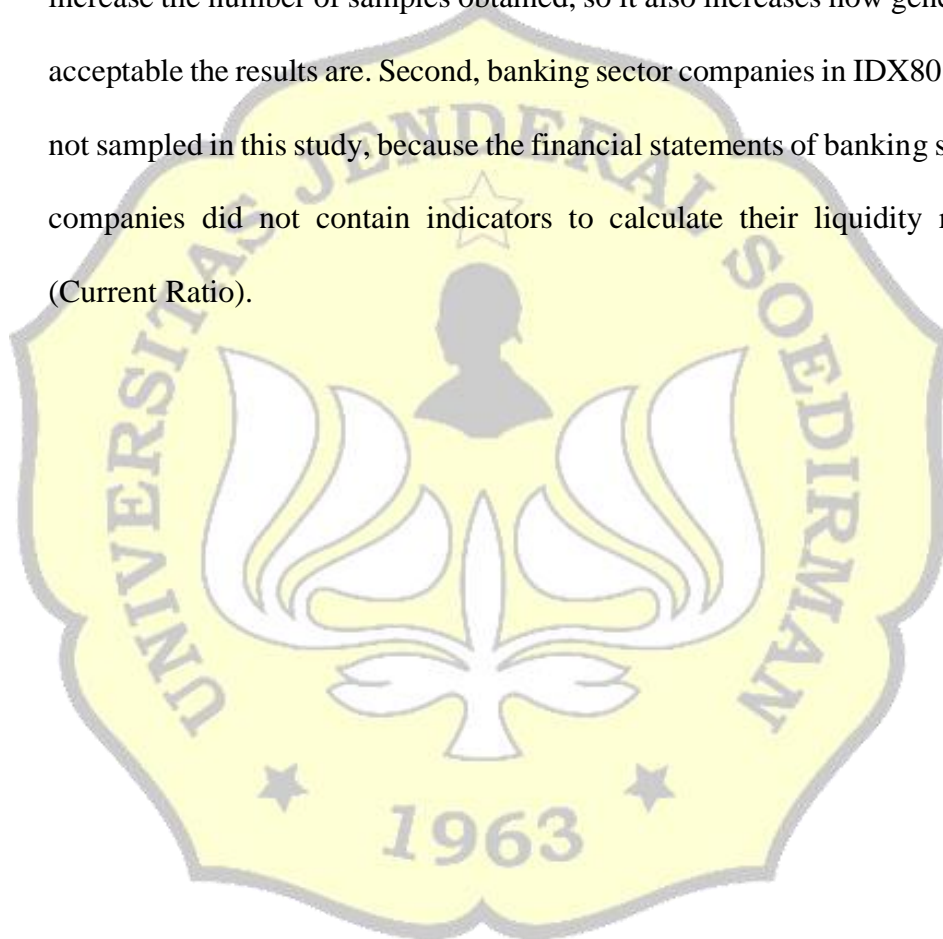 increase the number of samples obtained, so it also increases how gene
acceptable the results are. Second, banking sector companies in IDX80
not sampled in this study, because the financial statements of banking s
companies did not contain indicators to calculate their liquidity r
(Current Ratio).
UNIVERSITAS JENDERAL SOEDIRMAN
1963